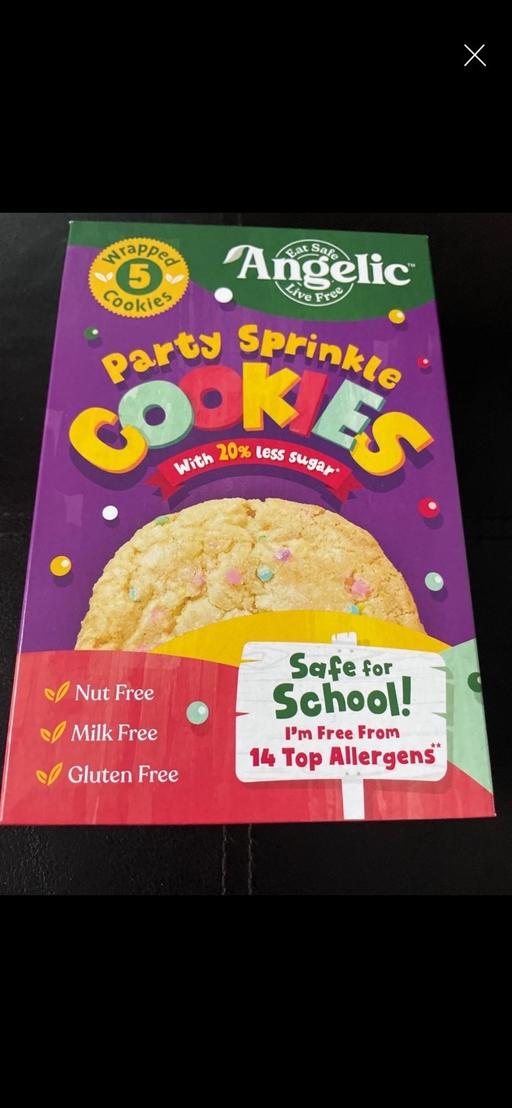 Wrapped
5
Cookies
Eat Safe
Angelic™
Live Free
Party Sprinkle
COOKIES
With 20% less sugar*
Nut Free
Milk Free
Gluten Free
Safe for
School!
I'm Free From
14 Top Allergens**